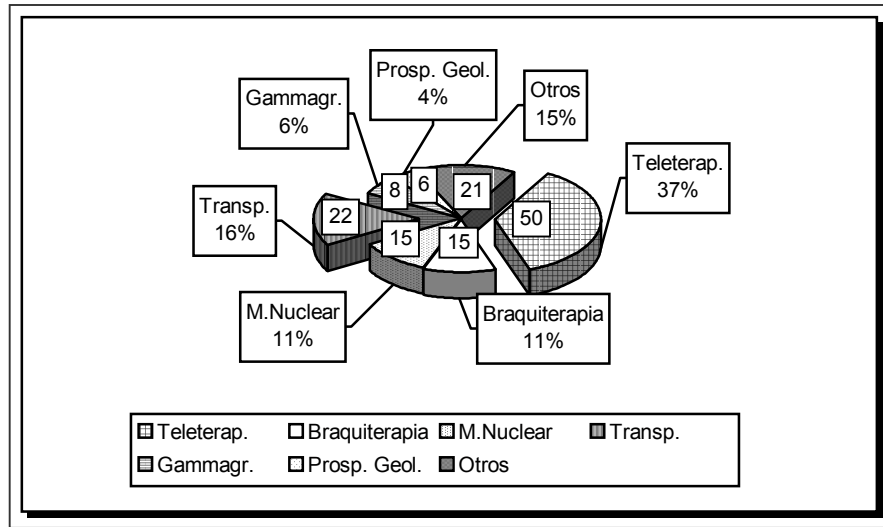 Prosp. Geol.
4%
Otros
15%
Gammagr.
6%
Teleterap.
37%
Transp.
16%
8
6
21
22
50
15
15
M.Nuclear
11%
Braquiterapia
11%
Teleterap.
Braquiterapia
M.Nuclear
Transp.
Gammagr.
Prosp. Geol.
Otros